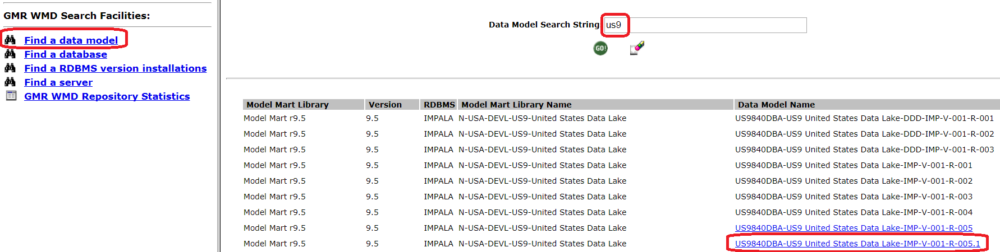 GMR WMD Search Facilities:
Find a data model
Find a database
Find a RDBMS version installations
Find a server
GMR WMD Repository Statistics
Data Model Search String us9
GO!
Model Mart Library Version RDBMS Model Mart Library Name Data Model Name
Model Mart r9.5 9.5 IMPALA N-USA-DEVL-US9-United States Data Lake US9840DBA-US9 United States Data Lake-DDD-IMP-V-001-R-001
Model Mart r9.5 9.5 IMPALA N-USA-DEVL-US9-United States Data Lake US9840DBA-US9 United States Data Lake-DDD-IMP-V-001-R-002
Model Mart r9.5 9.5 IMPALA N-USA-DEVL-US9-United States Data Lake US9840DBA-US9 United States Data Lake-DDD-IMP-V-001-R-003
Model Mart r9.5 9.5 IMPALA N-USA-DEVL-US9-United States Data Lake US9840DBA-US9 United States Data Lake-IMP-V-001-R-001
Model Mart r9.5 9.5 IMPALA N-USA-DEVL-US9-United States Data Lake US9840DBA-US9 United States Data Lake-IMP-V-001-R-002
Model Mart r9.5 9.5 IMPALA N-USA-DEVL-US9-United States Data Lake US9840DBA-US9 United States Data Lake-IMP-V-001-R-003
Model Mart r9.5 9.5 IMPALA N-USA-DEVL-US9-United States Data Lake US9840DBA-US9 United States Data Lake-IMP-V-001-R-004
Model Mart r9.5 9.5 IMPALA N-USA-DEVL-US9-United States Data Lake US9840DBA-US9 United States Data Lake-IMP-V-001-R-005
Model Mart r9.5 9.5 IMPALA N-USA-DEVL-US9-United States Data Lake US9840DBA-US9 United States Data Lake-IMP-V-001-R-005.1